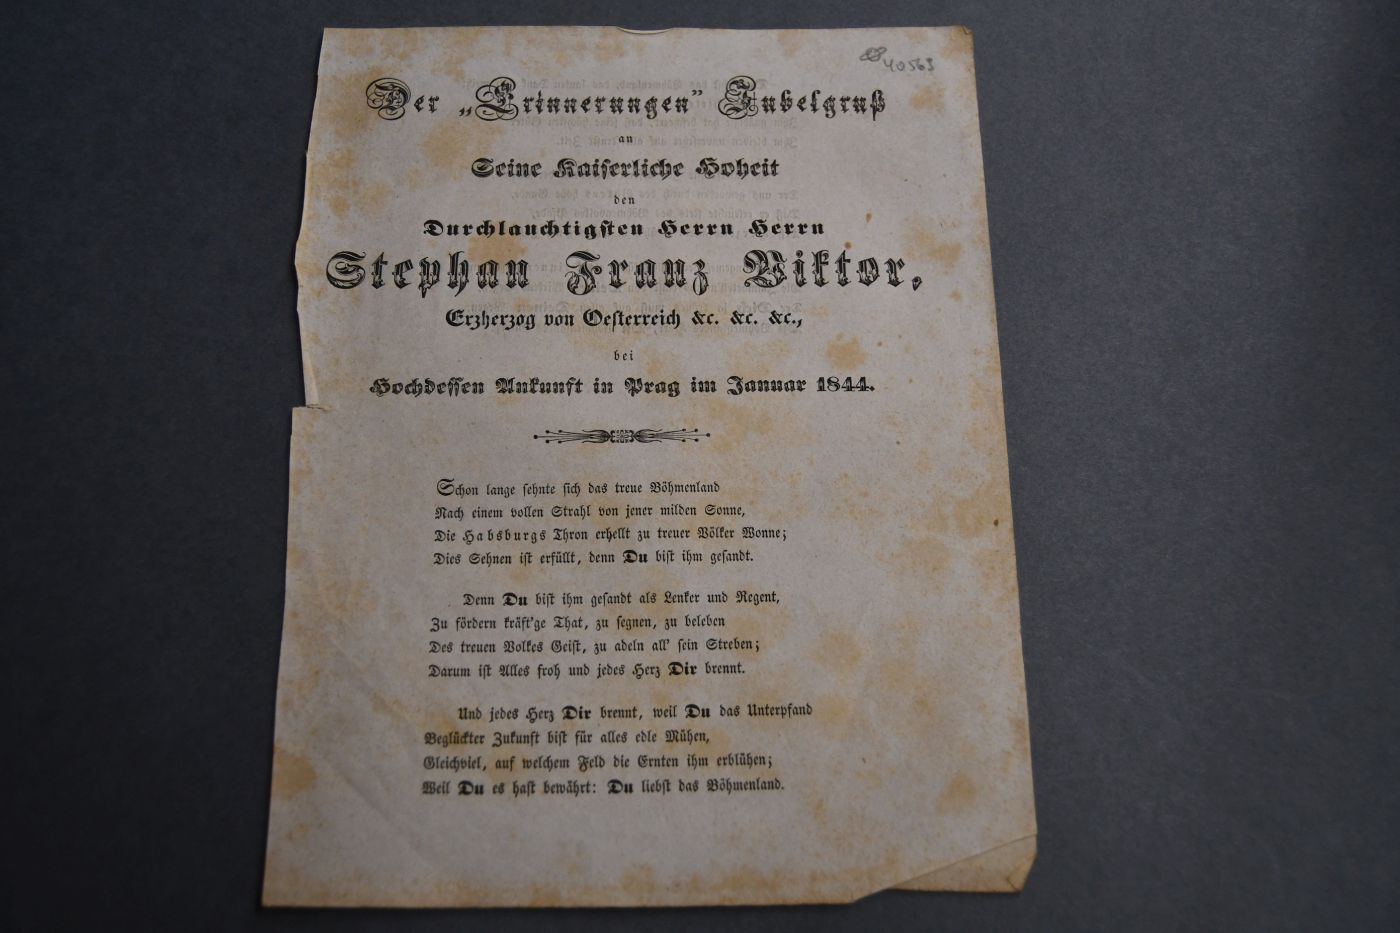 40563
Der „Erinnerungen" Jubelgruß
an
Seine Kaiserliche Hoheit
den
Durchlauchtigsten Herrn Herrn
Stephan Franz Viktor,
Erzherzog von Oesterreich &c. &c. &c.,
bei
Hochdessen Ankunft in Prag im Januar 1844.
Schon lange sehnte sich das treue Böhmenland
Nach einem vollen Strahl von jener milden Sonne,
Die Habsburgs Thron erhellt zu treuer Völker Wonne;
Dies Sehnen ist erfüllt, denn Du bist ihm gesandt.
Denn Du bist ihm gesandt als Lenker und Regent,
Zu fördern kräft'ge That, zu segnen, zu beleben
Des treuen Volkes Geist, zu adeln all' sein Streben;
Darum ist Alles froh und jedes Herz Dir brennt.
Und jedes Herz Dir brennt, weil Du das Unterpfand
Beglückter Zukunft bist für alles edle Mühen,
Gleichviel, auf welchem Feld die Ernten ihm erblühen;
Weil Du es hast bewährt: Du liebst das Böhmenland.